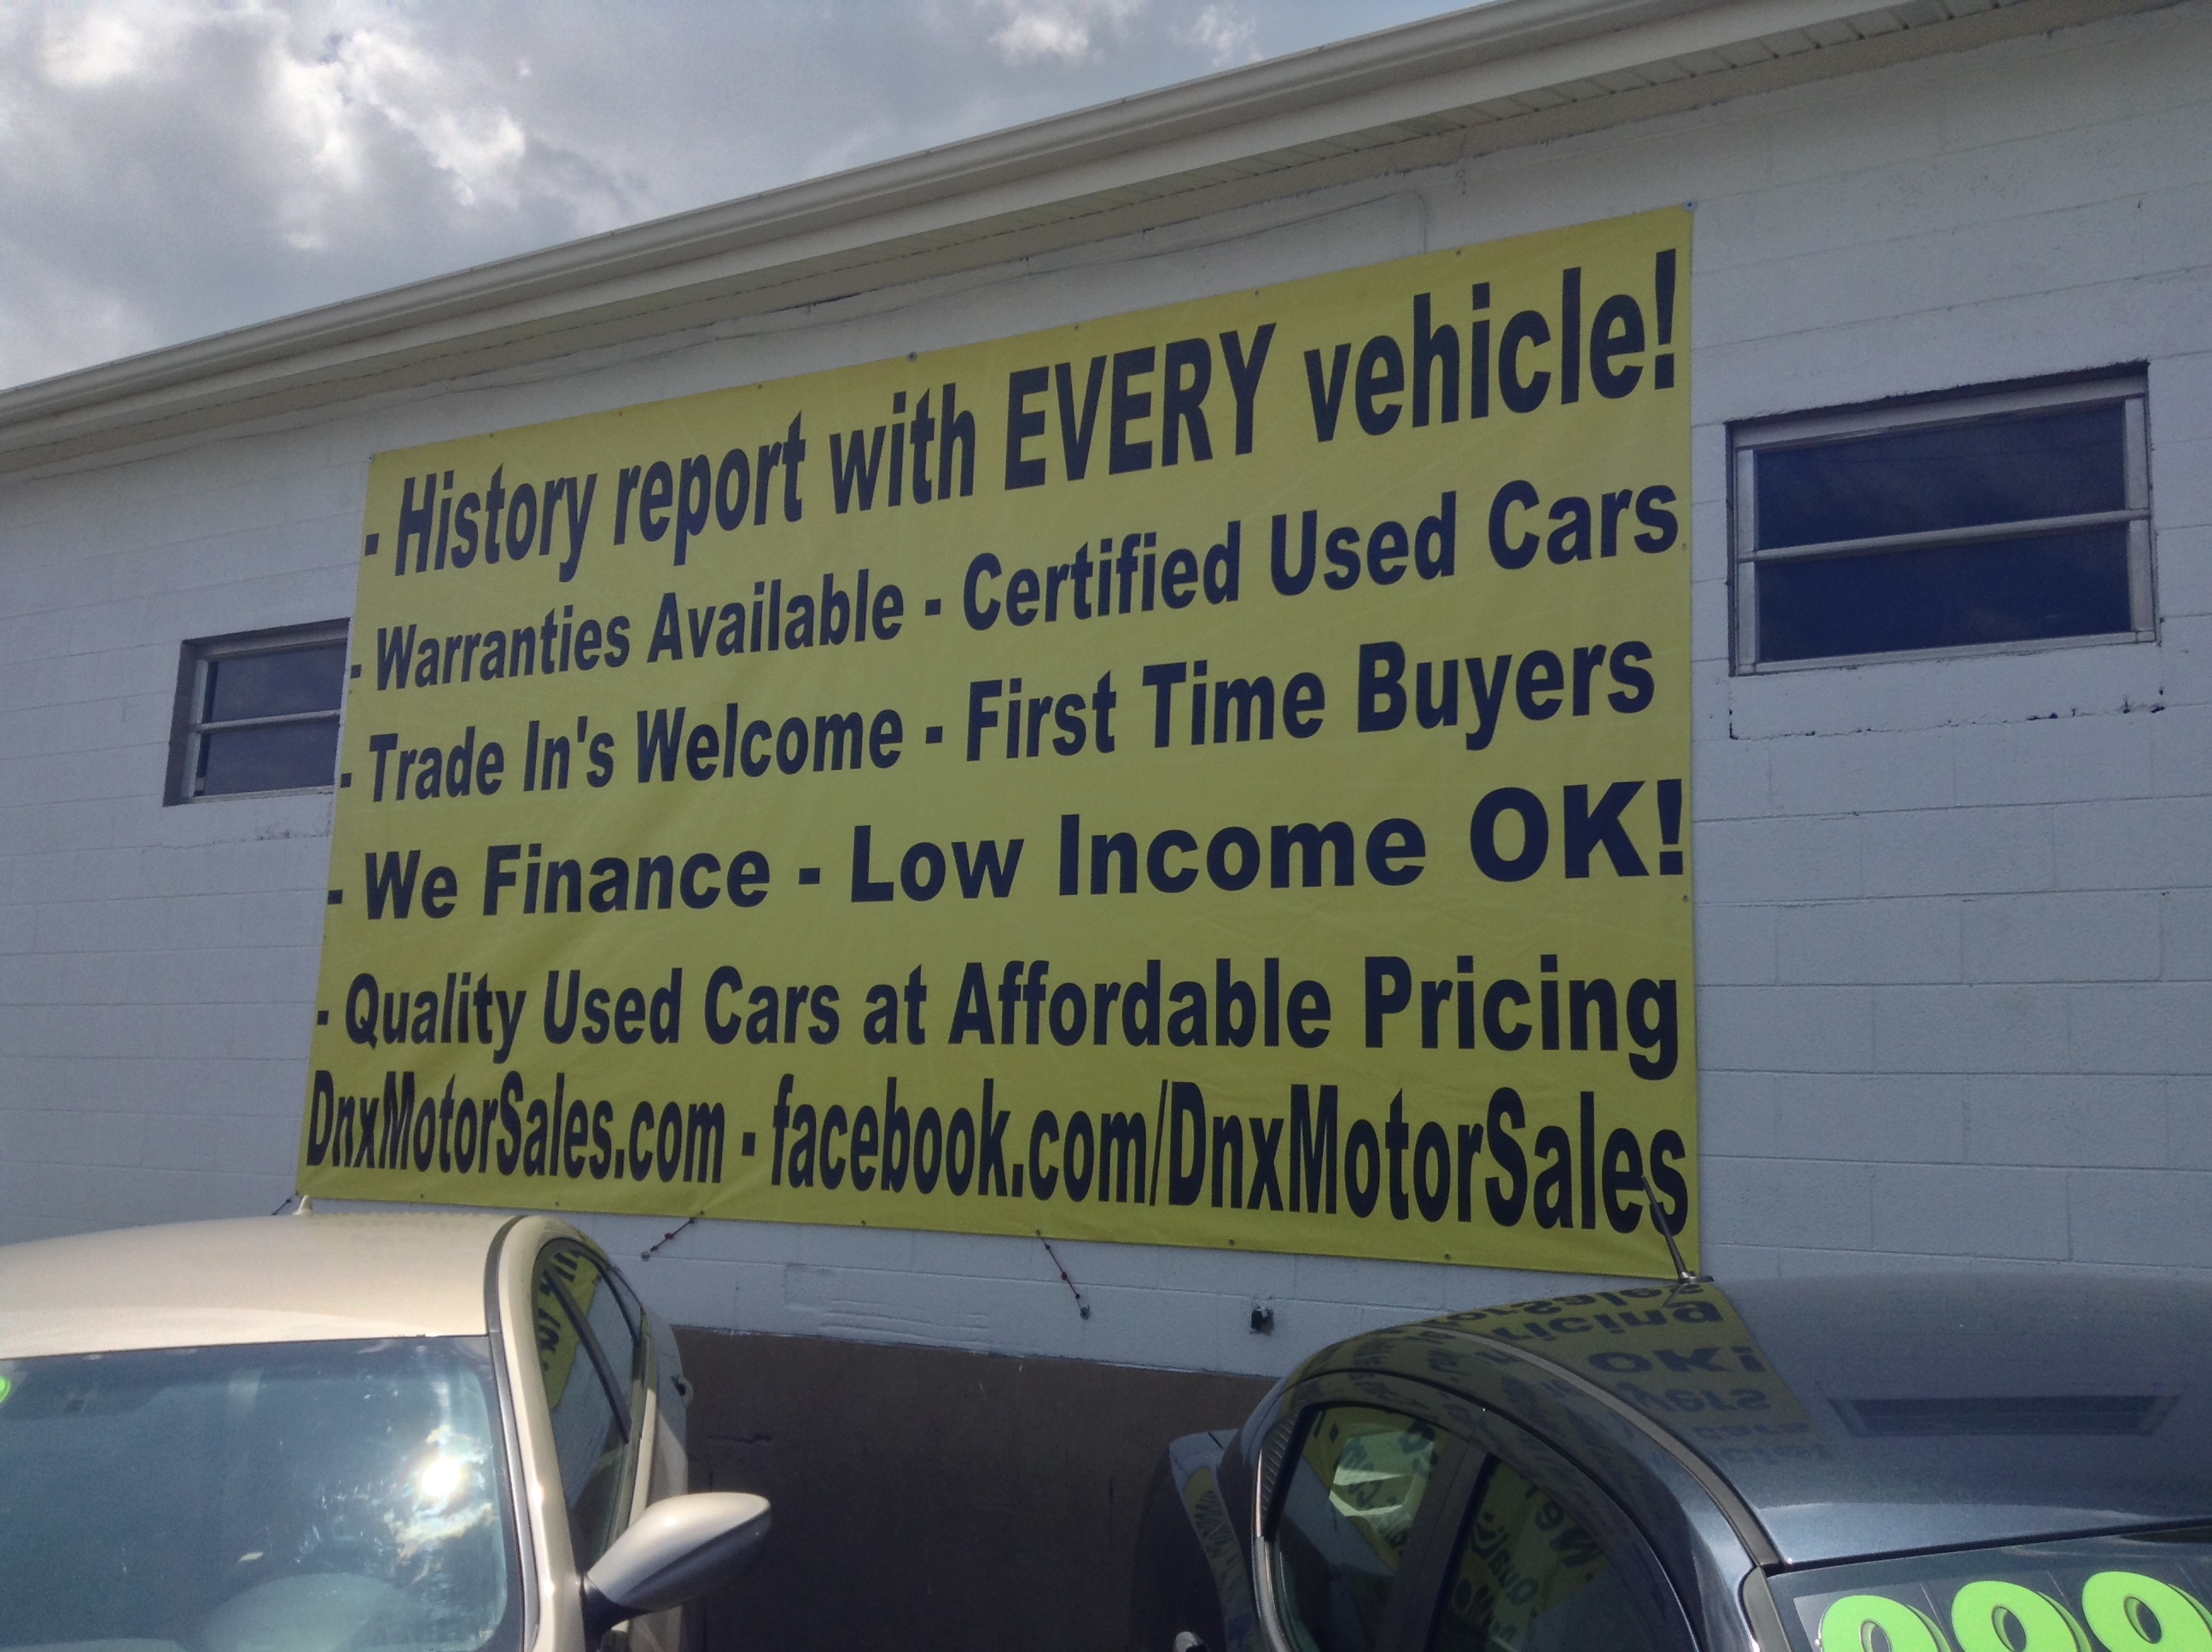 - History report with EVERY vehicle!
- Warranties Available - Certified Used Cars
- Trade In's Welcome - First Time Buyers
- We Finance - Low Income OK!
- Quality Used Cars at Affordable Pricing
DnxMotorSales.com - facebook.com/DnxMotorSales